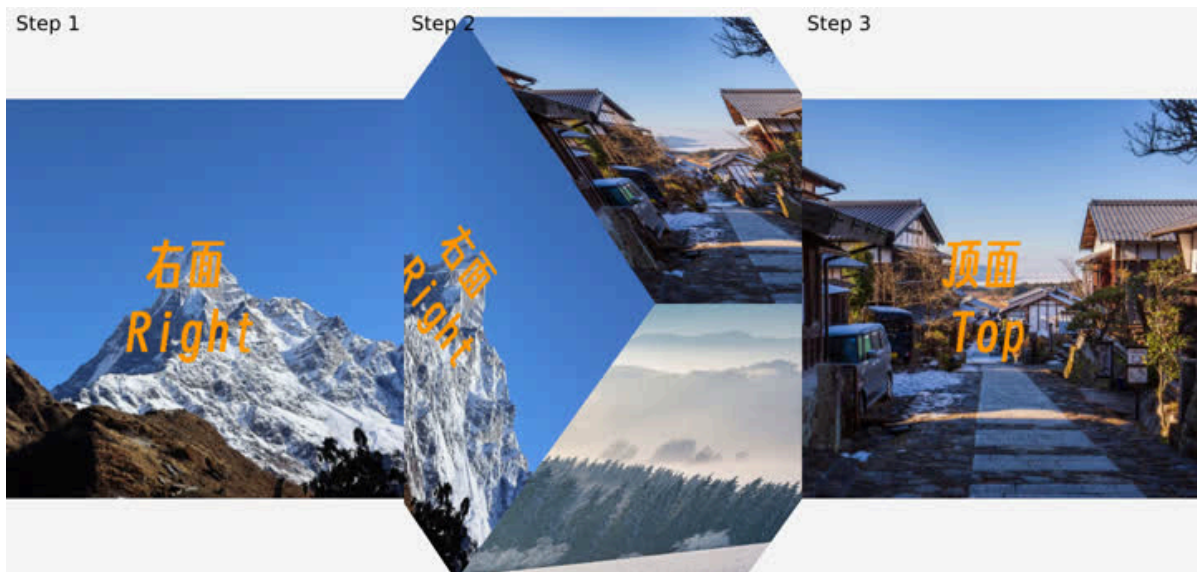 Step 1
右面
Right
Step 2
右面
Right
Step 3
顶面
Top